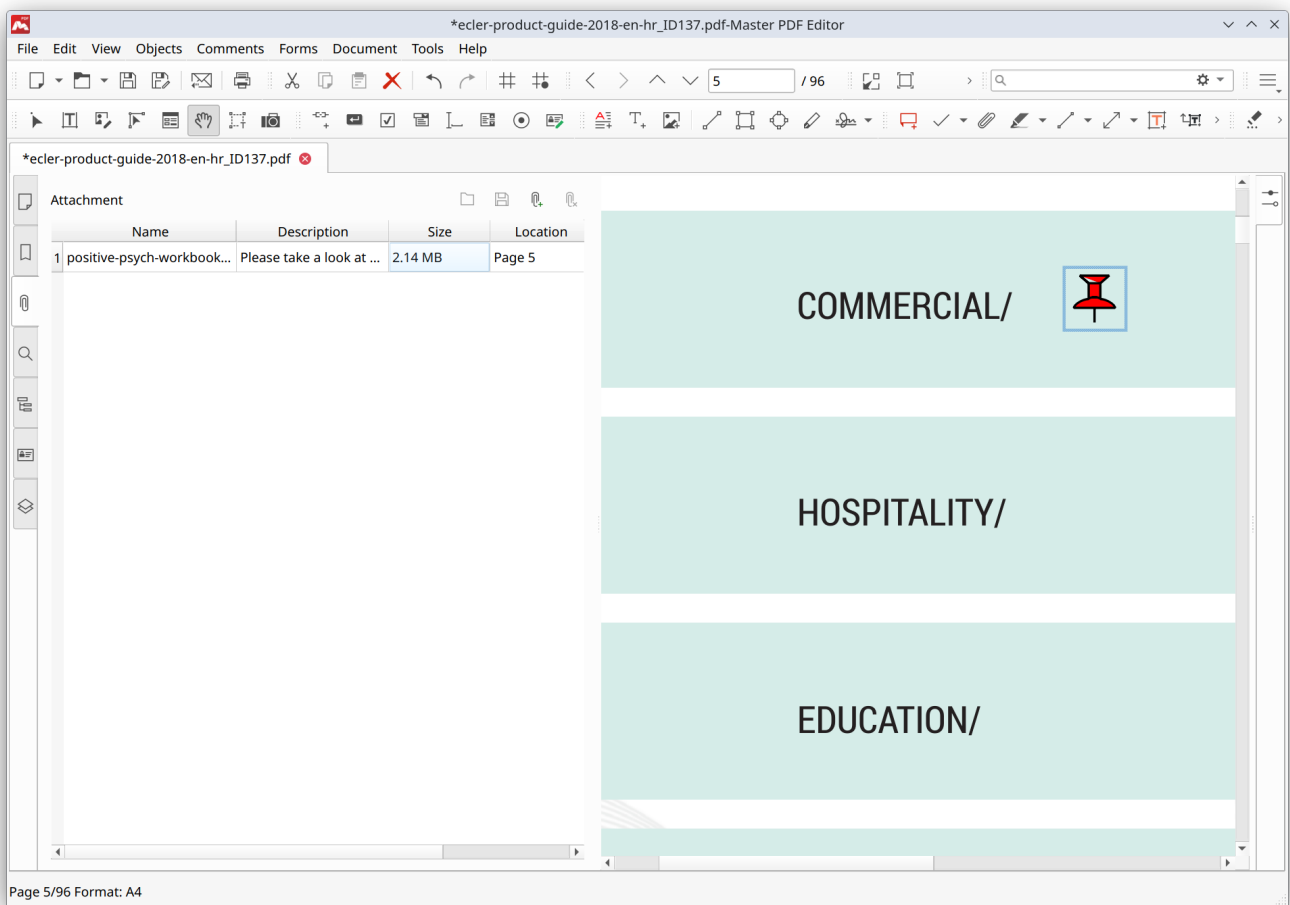 *ecler-product-guide-2018-en-hr_ID137.pdf-Master PDF Editor
File Edit View Objects Comments Forms Document Tools Help
5 / 96
*ecler-product-guide-2018-en-hr_ID137.pdf
Attachment
Name Description Size Location
1 positive-psych-workbook... Please take a look at ... 2.14 MB Page 5
COMMERCIAL/
HOSPITALITY/
EDUCATION/
Page 5/96 Format: A4